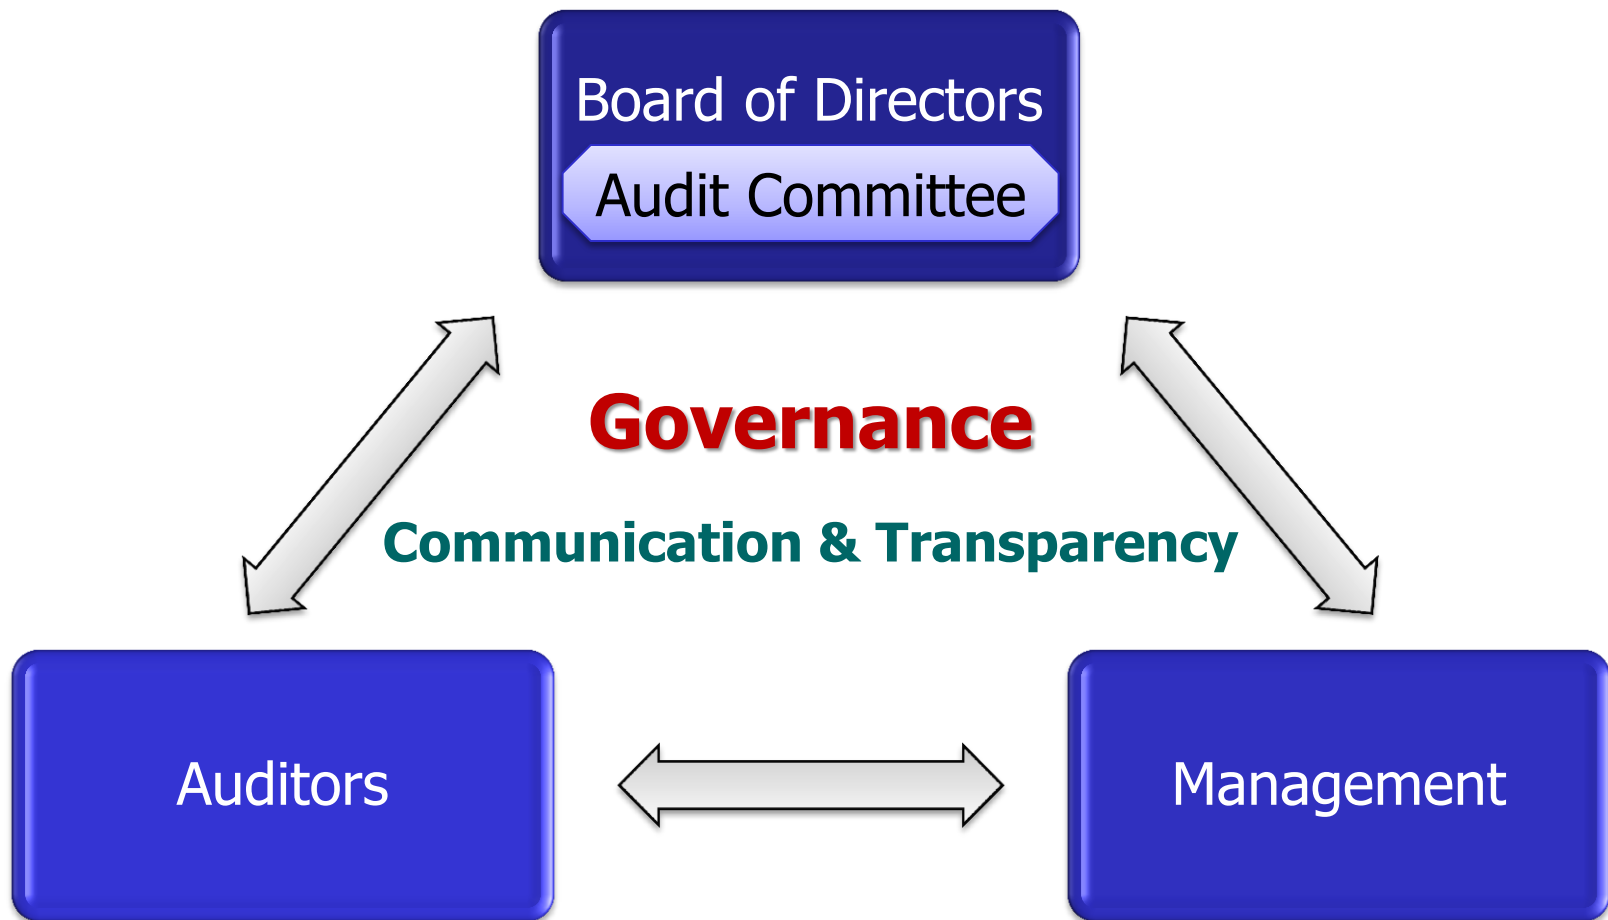 Board of Directors
Audit Committee
Governance
Communication & Transparency
Auditors
Management